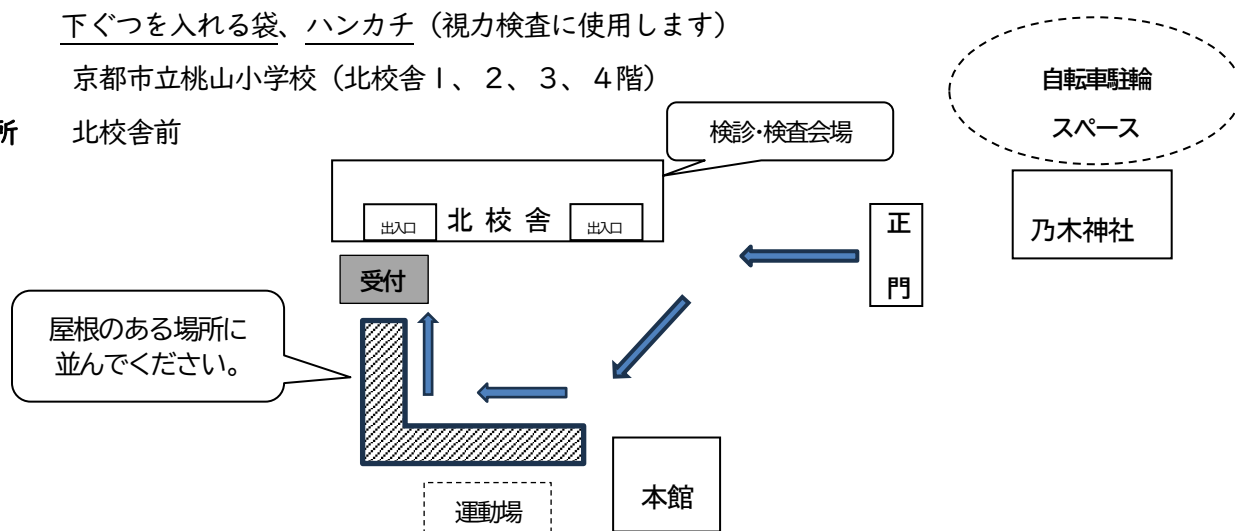 下ぐつを入れる袋、ハンカチ（視力検査に使用します）
京都市立桃山小学校（北校舎１、２、３、４階）
所　北校舎前
検診・検査会場
自転車駐輪
スペース
出入口
北校舎
出入口
正門
乃木神社
受付
屋根のある場所に
並んでください。
運動場
本館